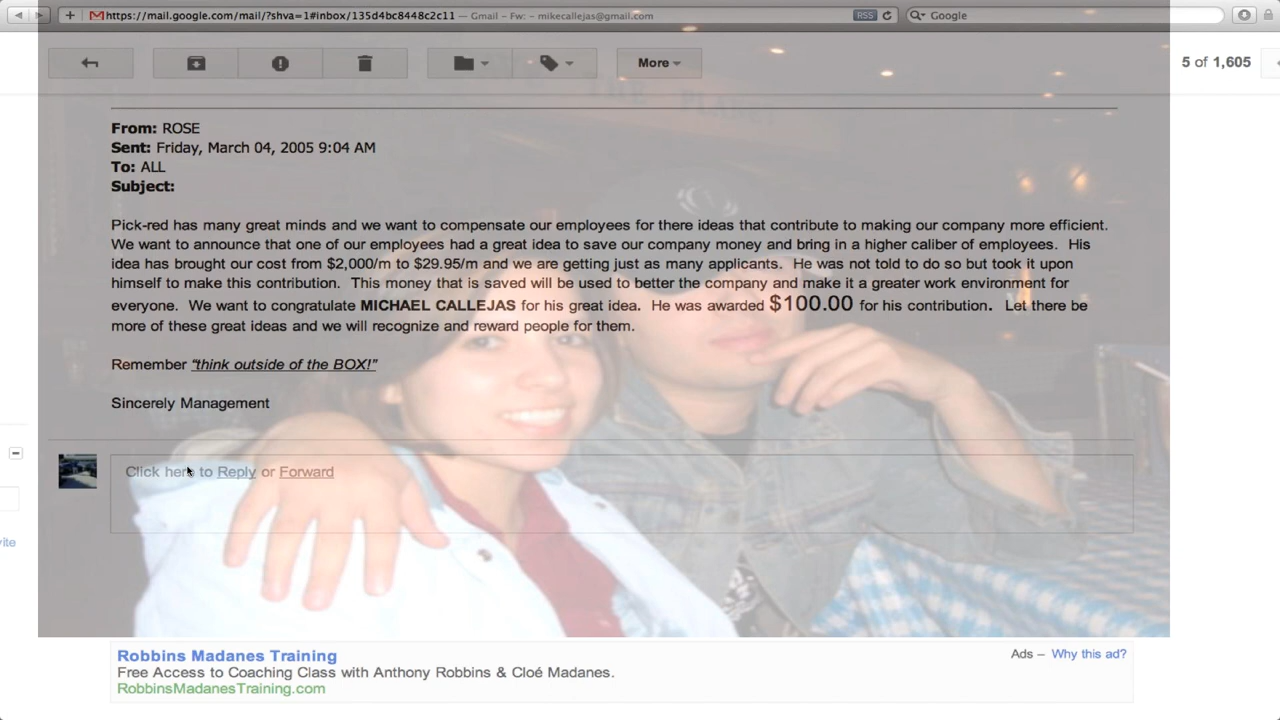 https://mail.google.com/mail/?shva=1#inbox/135d4bc8448c2c11 — Gmail – Fw: – mikecallejas@gmail.com
RSS
Google
More
5 of 1,605
From: ROSE
Sent: Friday, March 04, 2005 9:04 AM
To: ALL
Subject:
Pick-red has many great minds and we want to compensate our employees for there ideas that contribute to making our company more efficient.
We want to announce that one of our employees had a great idea to save our company money and bring in a higher caliber of employees.  His
idea has brought our cost from $2,000/m to $29.95/m and we are getting just as many applicants.  He was not told to do so but took it upon
himself to make this contribution.  This money that is saved will be used to better the company and make it a greater work environment for
everyone.  We want to congratulate MICHAEL CALLEJAS for his great idea.  He was awarded $100.00 for his contribution.  Let there be
more of these great ideas and we will recognize and reward people for them.
Remember "think outside of the BOX!"
Sincerely Management
Click here to Reply or Forward
Robbins Madanes Training
Ads – Why this ad?
Free Access to Coaching Class with Anthony Robbins & Cloé Madanes.
RobbinsMadanesTraining.com